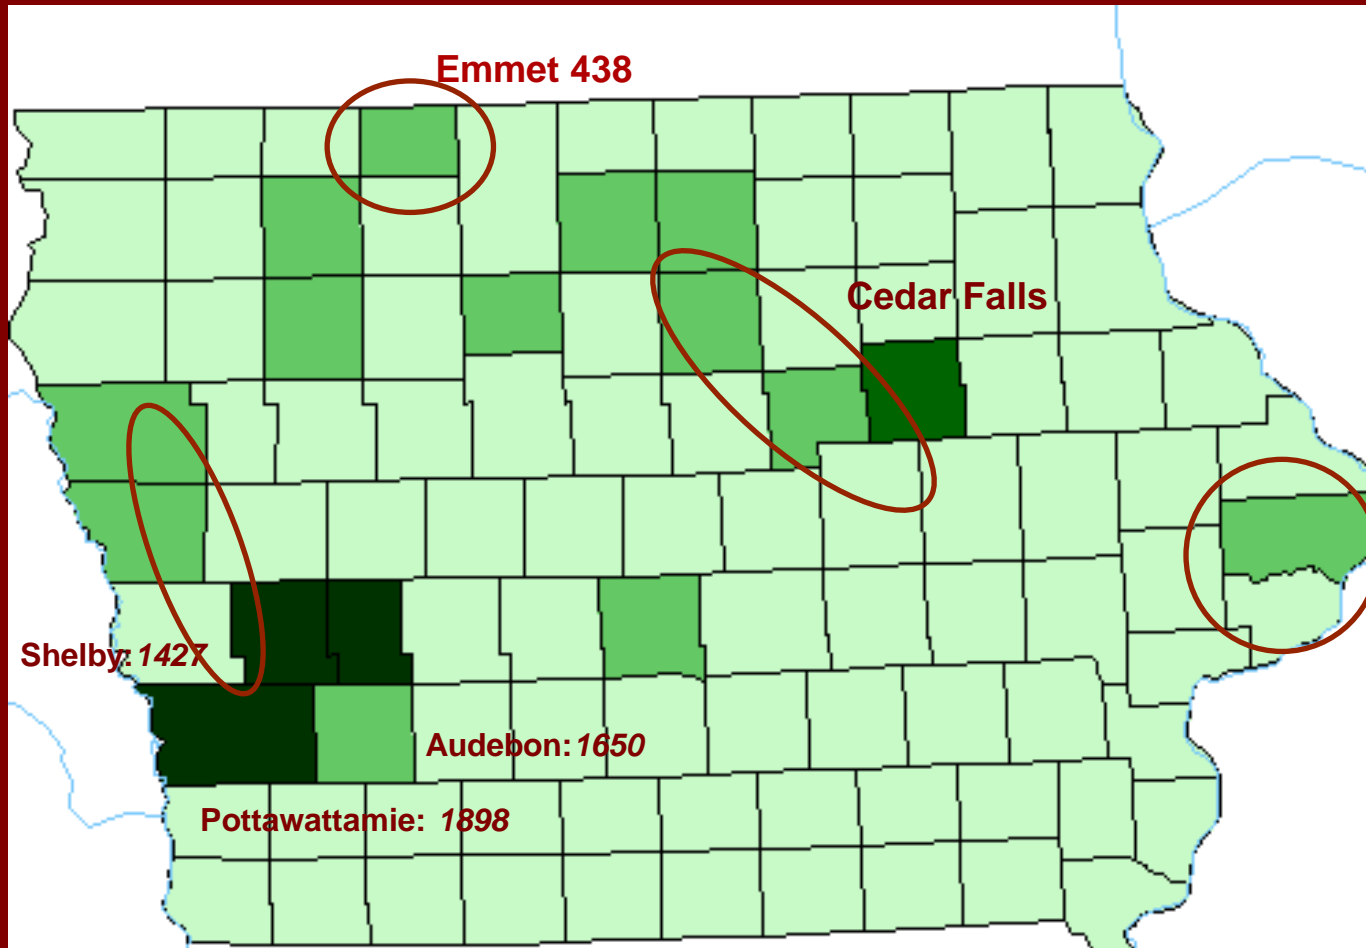 Emmet 438
Cedar Falls
Shelby: 1427
Audebon: 1650
Pottawattamie: 1898